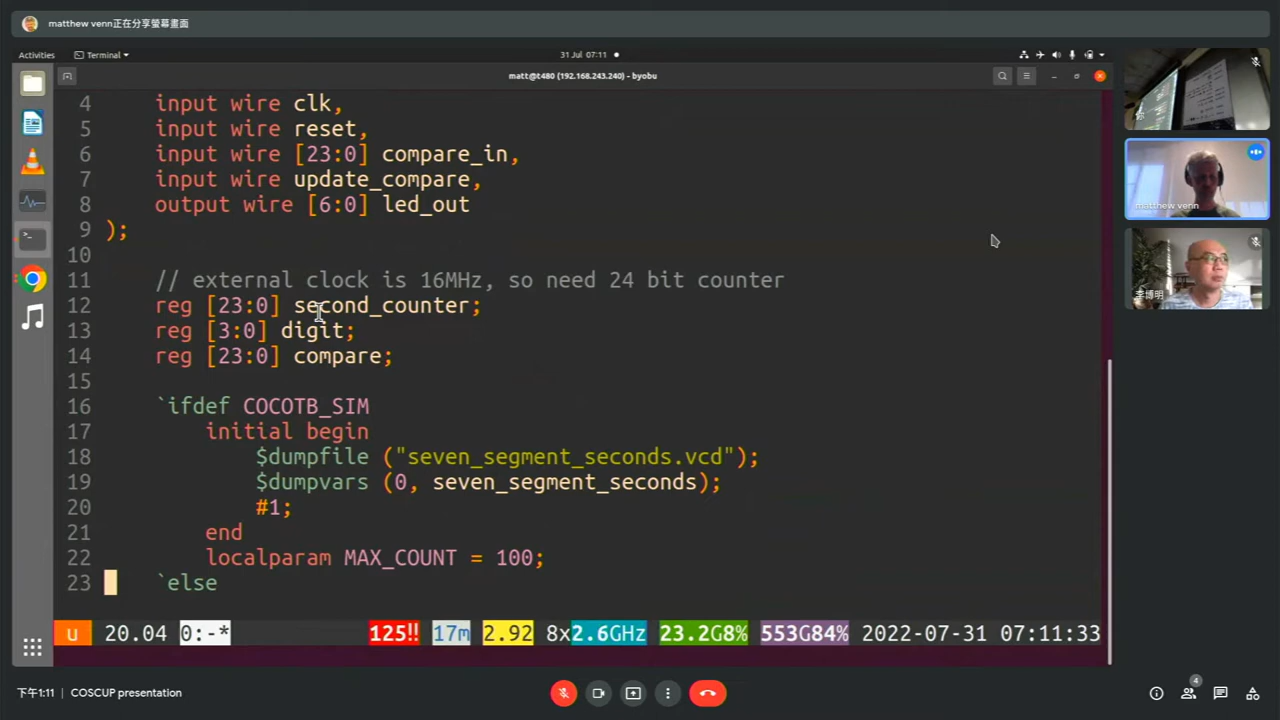 matthew venn正在分享螢幕畫面
Activities
Terminal
31 Jul 07:11
matt@t480 (192.168.243.240) - byobu
4 input wire clk,
5 input wire reset,
6 input wire [23:0] compare_in,
7 input wire update_compare,
8 output wire [6:0] led_out
9 );
10
11 // external clock is 16MHz, so need 24 bit counter
12 reg [23:0] second_counter;
13 reg [3:0] digit;
14 reg [23:0] compare;
15
16 `ifdef COCOTB_SIM
17 initial begin
18 $dumpfile ("seven_segment_seconds.vcd");
19 $dumpvars (0, seven_segment_seconds);
20 #1;
21 end
22 localparam MAX_COUNT = 100;
23 `else
u 20.04 0:-* 125!! 17m 2.92 8x2.6GHz 23.2G8% 553G84% 2022-07-31 07:11:33
你
matthew venn
李博明
下午1:11 | COSCUP presentation
4